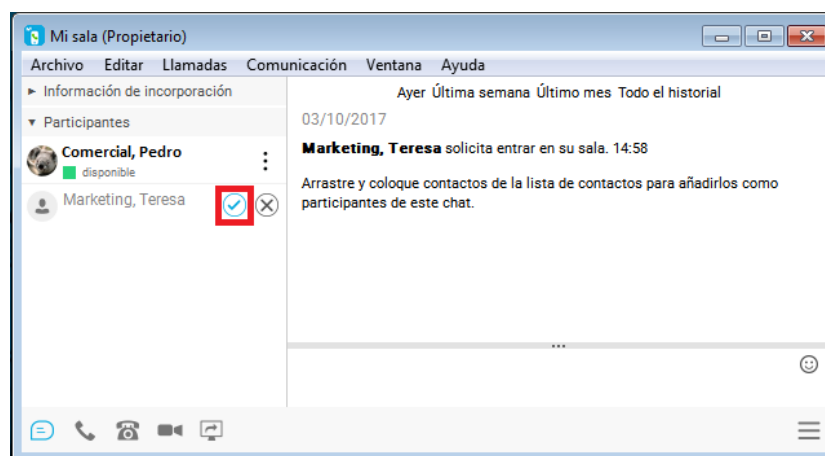 Mi sala (Propietario)
Archivo Editar Llamadas Comunicación Ventana Ayuda
Información de incorporación
Participantes
Comercial, Pedro
disponible
Marketing, Teresa
Ayer Última semana Último mes Todo el historial
03/10/2017
Marketing, Teresa solicita entrar en su sala. 14:58
Arrastre y coloque contactos de la lista de contactos para añadirlos como
participantes de este chat.